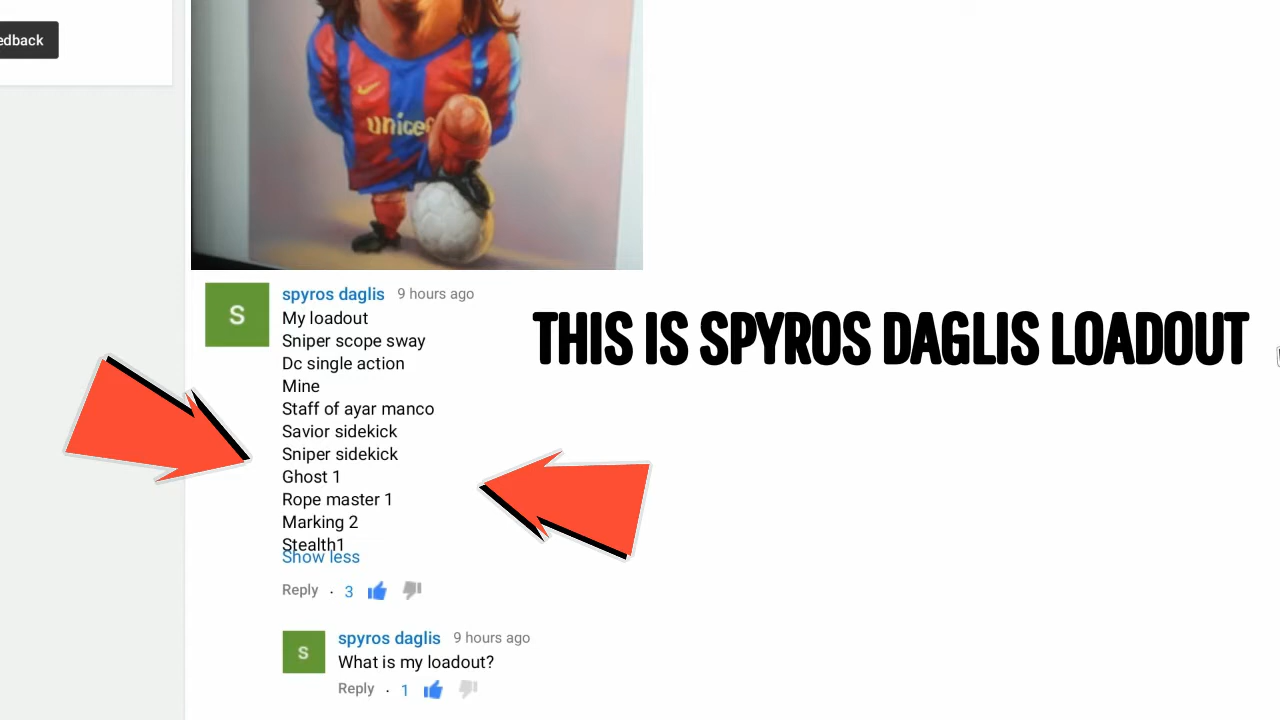 edback
unice
S
spyros daglis 9 hours ago
My loadout
Sniper scope sway
Dc single action
Mine
Staff of ayar manco
Savior sidekick
Sniper sidekick
Ghost 1
Rope master 1
Marking 2
Stealth1
Show less
Reply · 3
THIS IS SPYROS DAGLIS LOADOUT
S
spyros daglis 9 hours ago
What is my loadout?
Reply · 1